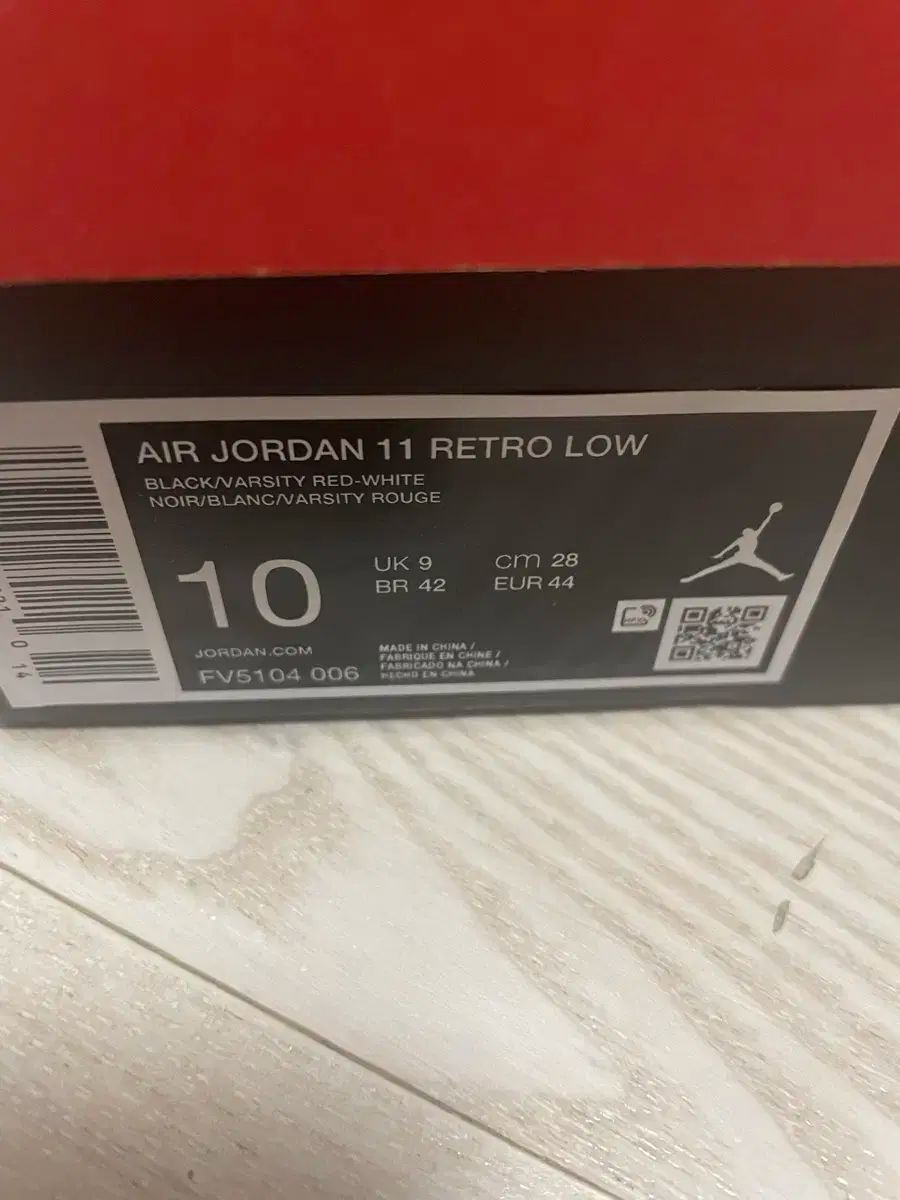 AIR JORDAN 11 RETRO LOW
BLACK/VARSITY RED-WHITE
NOIR/BLANC/VARSITY ROUGE
10
UK 9
cm 28
BR 42
EUR 44
JORDAN.COM
FV5104 006
MADE IN CHINA /
FABRIQUE EN CHINE /
FABRICADO NA CHINA /
HECHO EN CHINA